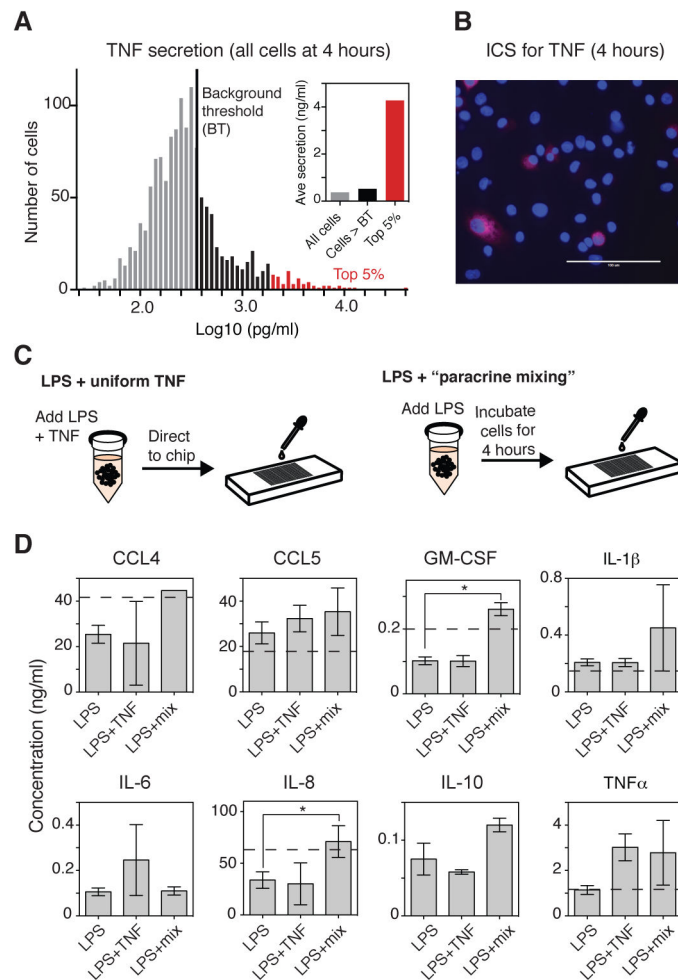 A
TNF secretion (all cells at 4 hours)
Number of cells
100
50
0
Background
threshold
(BT)
Ave secretion (ng/ml)
4
2
0
All cells
Cells > BT
Top 5%
Top 5%
2.0
3.0
4.0
Log10 (pg/ml)
B
ICS for TNF (4 hours)
C
LPS + uniform TNF
Add LPS
+ TNF
Direct
to chip
LPS + “paracrine mixing”
Add LPS
Incubate
cells for
4 hours
D
Concentration (ng/ml)
CCL4
40
20
0
LPS
LPS+TNF
LPS+mix
CCL5
60
40
20
0
LPS
LPS+TNF
LPS+mix
GM-CSF
*
0.2
0
LPS
LPS+TNF
LPS+mix
IL-1β
0.8
0.4
0
LPS
LPS+TNF
LPS+mix
IL-6
0.4
0.2
0
LPS
LPS+TNF
LPS+mix
IL-8
*
100
50
0
LPS
LPS+TNF
LPS+mix
IL-10
0.1
0
LPS
LPS+TNF
LPS+mix
TNFα
4
2
0
LPS
LPS+TNF
LPS+mix